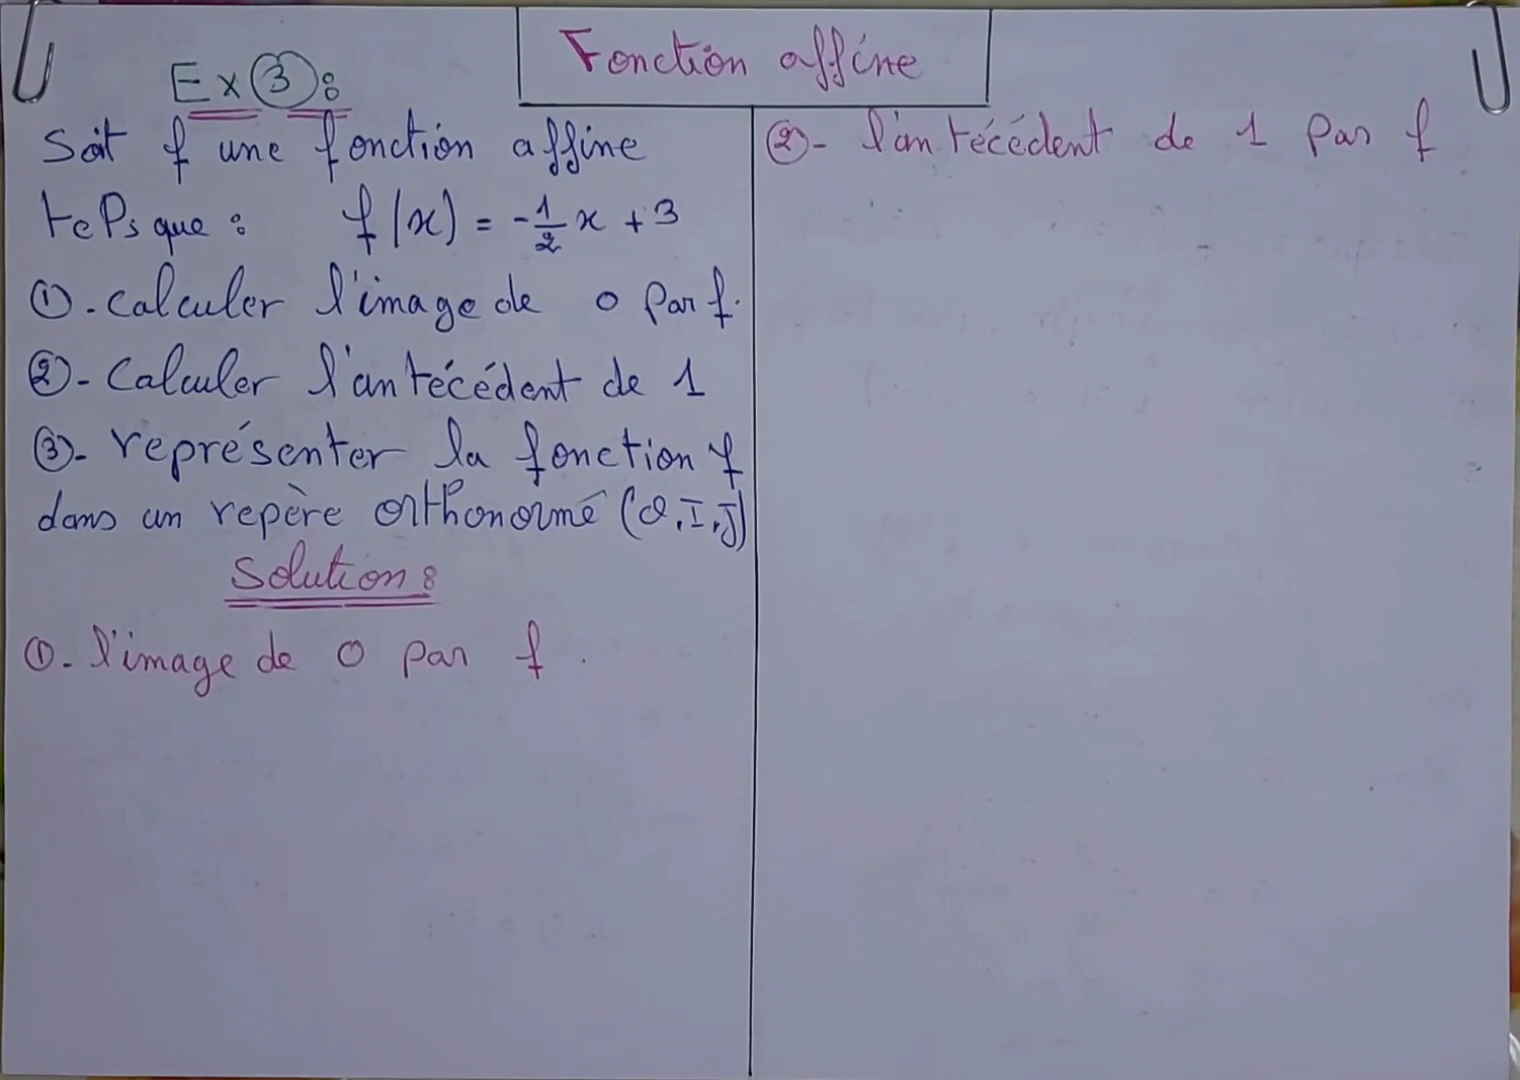 Fonction affine
Ex 3 :
Soit f une fonction affine
tels que : f(x) = -1/2 x + 3
① - calculer l'image de 0 par f.
② - Calculer l'antécédent de 1
③ - représenter la fonction f
dans un repère orthonormé (O,I,J)
Solution :
① - l'image de 0 par f .
② - l'antécédent de 1 par f